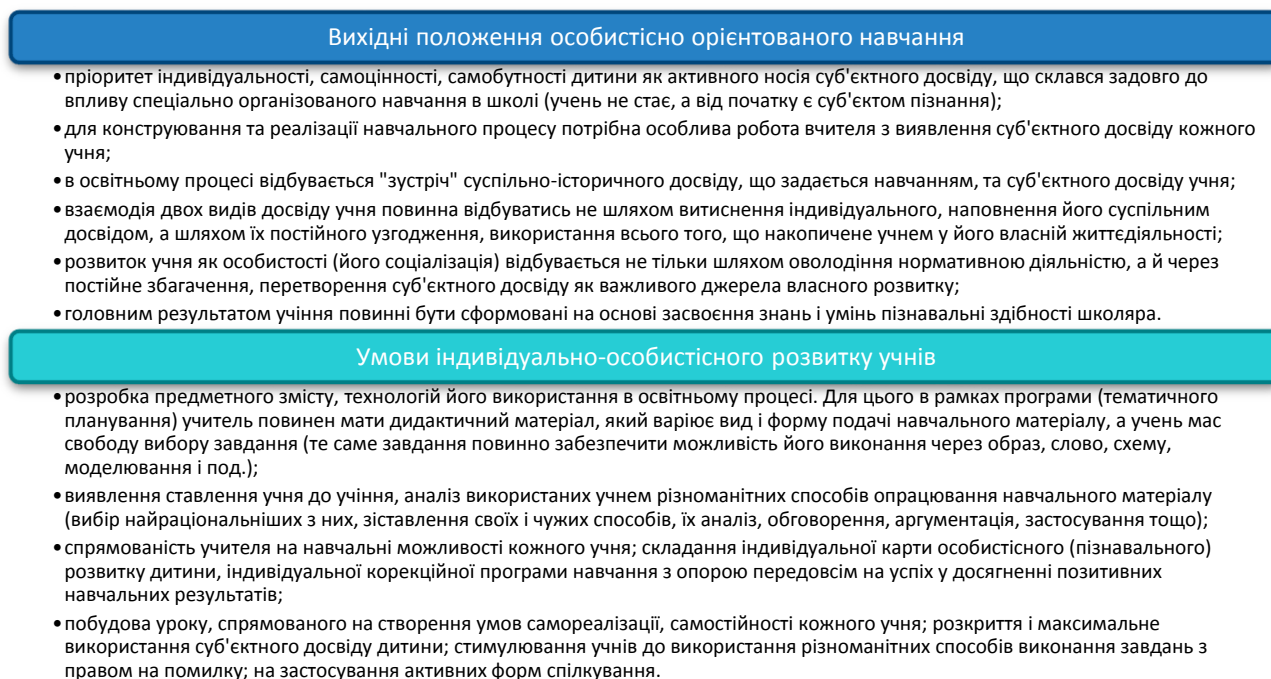 Вихідні положення особистісно орієнтованого навчання
•пріоритет індивідуальності, самоцінності, самобутності дитини як активного носія суб'єктного досвіду, що склався задовго до
впливу спеціально організованого навчання в школі (учень не стає, а від початку є суб'єктом пізнання);
•для конструювання та реалізації навчального процесу потрібна особлива робота вчителя з виявлення суб'єктного досвіду кожного
учня;
•в освітньому процесі відбувається "зустріч" суспільно-історичного досвіду, що задається навчанням, та суб'єктного досвіду учня;
•взаємодія двох видів досвіду учня повинна відбуватись не шляхом витиснення індивідуального, наповнення його суспільним
досвідом, а шляхом їх постійного узгодження, використання всього того, що накопичене учнем у його власній життєдіяльності;
•розвиток учня як особистості (його соціалізація) відбувається не тільки шляхом оволодіння нормативною діяльністю, а й через
постійне збагачення, перетворення суб'єктного досвіду як важливого джерела власного розвитку;
•головним результатом учіння повинні бути сформовані на основі засвоєння знань і умінь пізнавальні здібності школяра.
Умови індивідуально-особистісного розвитку учнів
•розробка предметного змісту, технологій його використання в освітньому процесі. Для цього в рамках програми (тематичного
планування) учитель повинен мати дидактичний матеріал, який варіює вид і форму подачі навчального матеріалу, а учень мас
свободу вибору завдання (те саме завдання повинно забезпечити можливість його виконання через образ, слово, схему,
моделювання і под.);
•виявлення ставлення учня до учіння, аналіз використаних учнем різноманітних способів опрацювання навчального матеріалу
(вибір найраціональніших з них, зіставлення своїх і чужих способів, їх аналіз, обговорення, аргументація, застосування тощо);
•спрямованість учителя на навчальні можливості кожного учня; складання індивідуальної карти особистісного (пізнавального)
розвитку дитини, індивідуальної корекційної програми навчання з опорою передовсім на успіх у досягненні позитивних
навчальних результатів;
•побудова уроку, спрямованого на створення умов самореалізації, самостійності кожного учня; розкриття і максимальне
використання суб'єктного досвіду дитини; стимулювання учнів до використання різноманітних способів виконання завдань з
правом на помилку; на застосування активних форм спілкування.